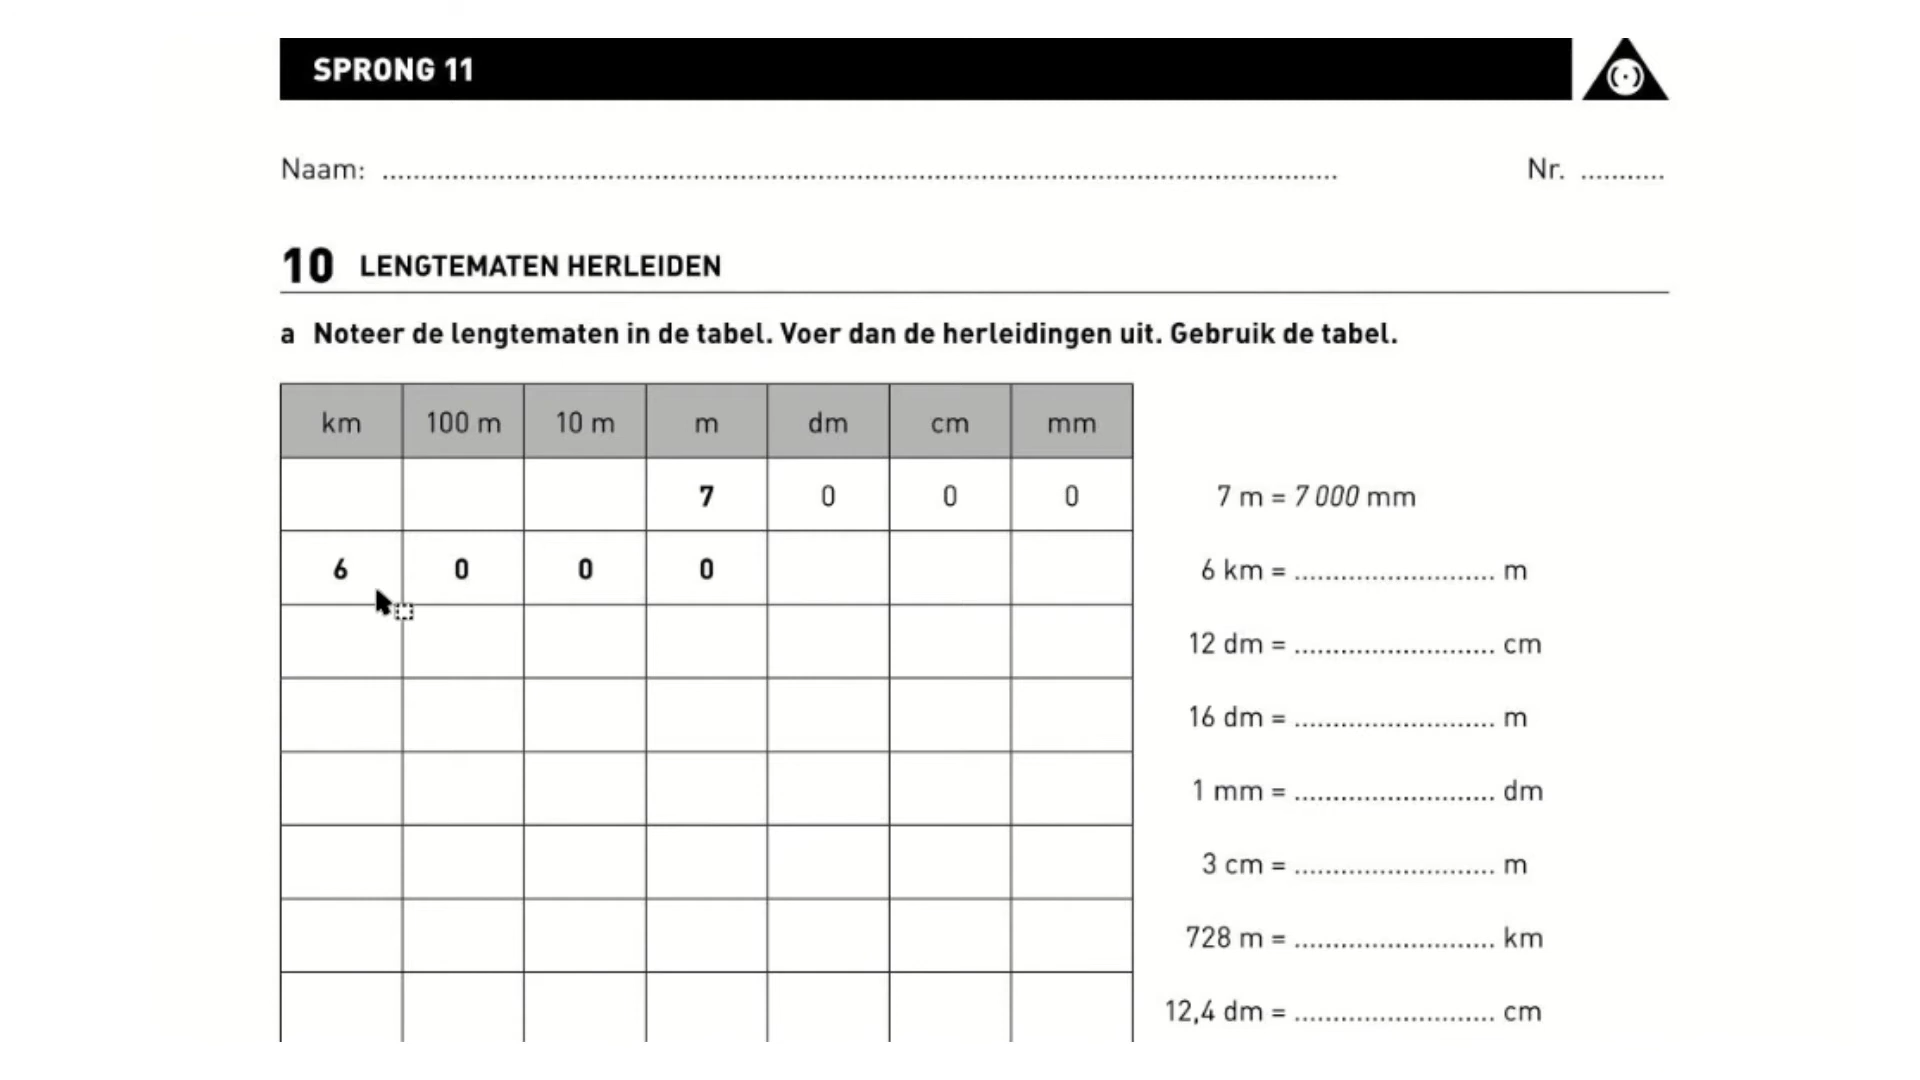 SPRONG 11
Naam: ........................................ Nr. ...........
10 LENGTEMATEN HERLEIDEN
a Noteer de lengtematen in de tabel. Voer dan de herleidingen uit. Gebruik de tabel.
km 100 m 10 m m dm cm mm
7 0 0 0 7 m = 7 000 mm
6 0 0 0 6 km = .......................... m
12 dm = .......................... cm
16 dm = .......................... m
1 mm = .......................... dm
3 cm = .......................... m
728 m = .......................... km
12,4 dm = .......................... cm